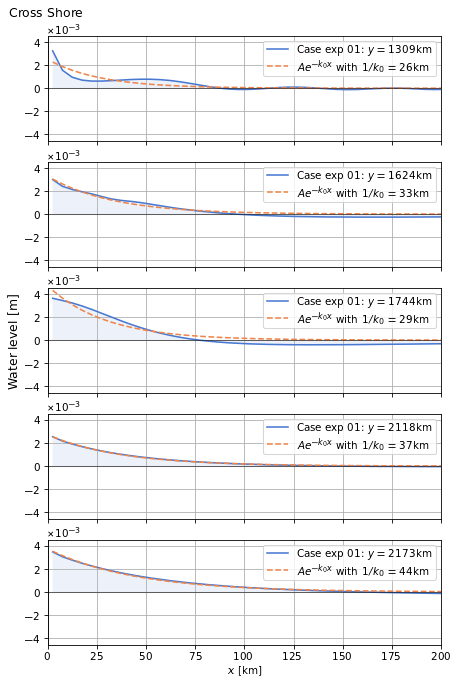 Cross Shore
×10⁻³
4
2
0
−2
−4
Case exp 01: y = 1309km
Ae^{−k₀x} with 1/k₀ = 26km
×10⁻³
4
2
0
−2
−4
Case exp 01: y = 1624km
Ae^{−k₀x} with 1/k₀ = 33km
×10⁻³
4
2
0
−2
−4
Case exp 01: y = 1744km
Ae^{−k₀x} with 1/k₀ = 29km
Water level [m]
×10⁻³
4
2
0
−2
−4
Case exp 01: y = 2118km
Ae^{−k₀x} with 1/k₀ = 37km
×10⁻³
4
2
0
−2
−4
Case exp 01: y = 2173km
Ae^{−k₀x} with 1/k₀ = 44km
0 25 50 75 100 125 150 175 200
x [km]